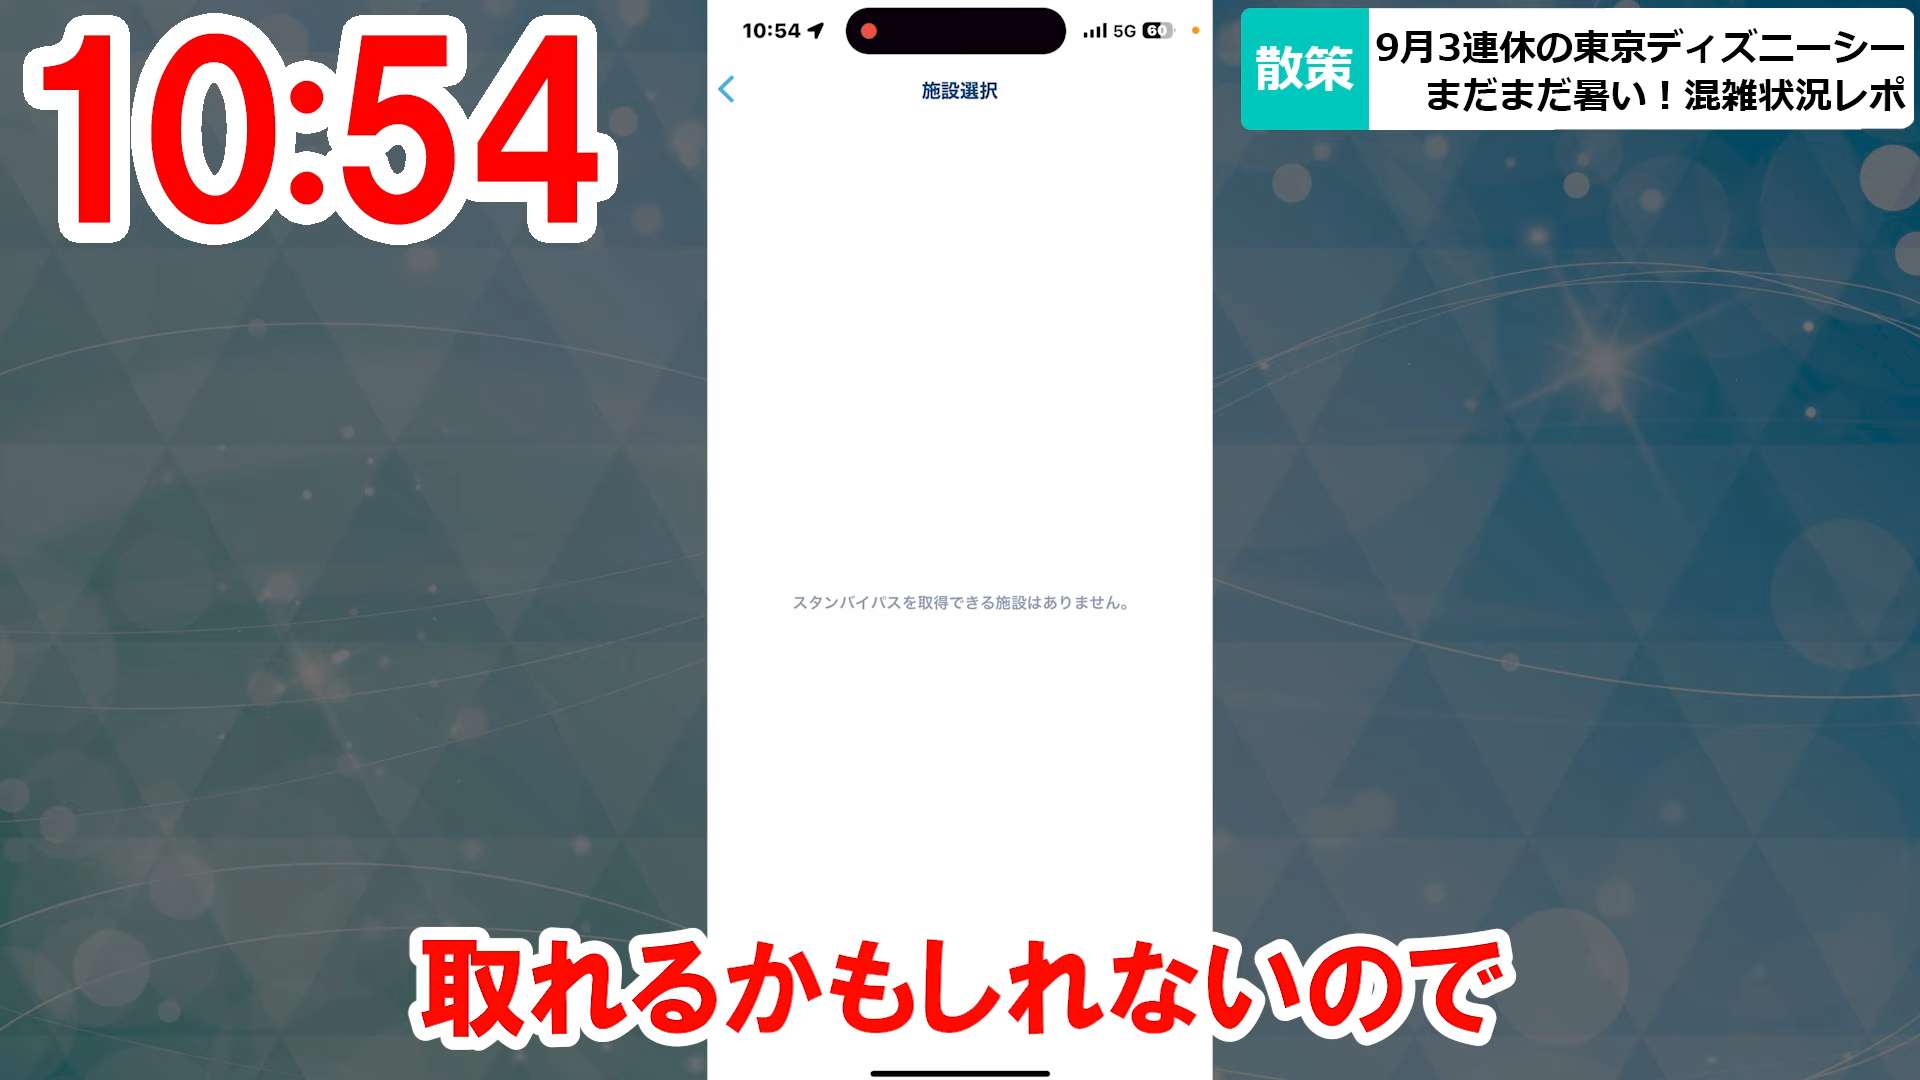 10:54
10:54
5G
60
施設選択
散策
9月3連休の東京ディズニーシー
まだまだ暑い！混雑状況レポ
スタンバイパスを取得できる施設はありません。
取れるかもしれないので